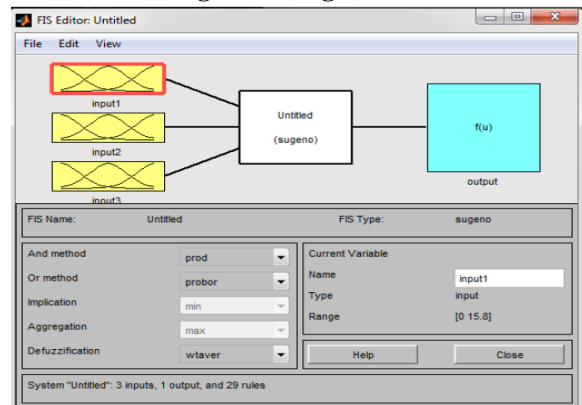 FIS Editor: Untitled
File Edit View
input1
input2
input3
Untitled
(sugeno)
f(u)
output
FIS Name: Untitled FIS Type: sugeno
And method prod
Or method probor
Implication min
Aggregation max
Defuzzification wtaver
Current Variable
Name input1
Type input
Range [0 15.8]
Help Close
System "Untitled": 3 inputs, 1 output, and 29 rules